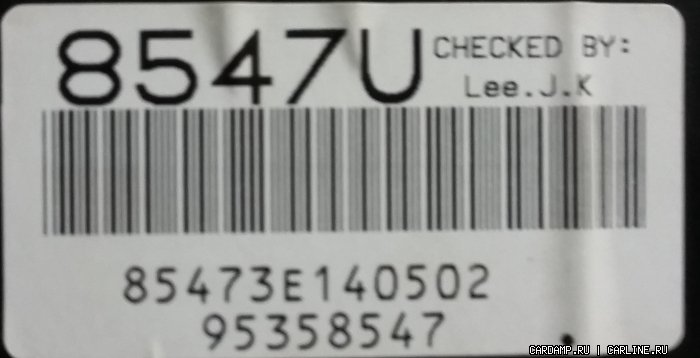 8547U
CHECKED BY:
Lee.J.K
85473E140502
95358547
CARDAMP.RU | CARLINE.RU